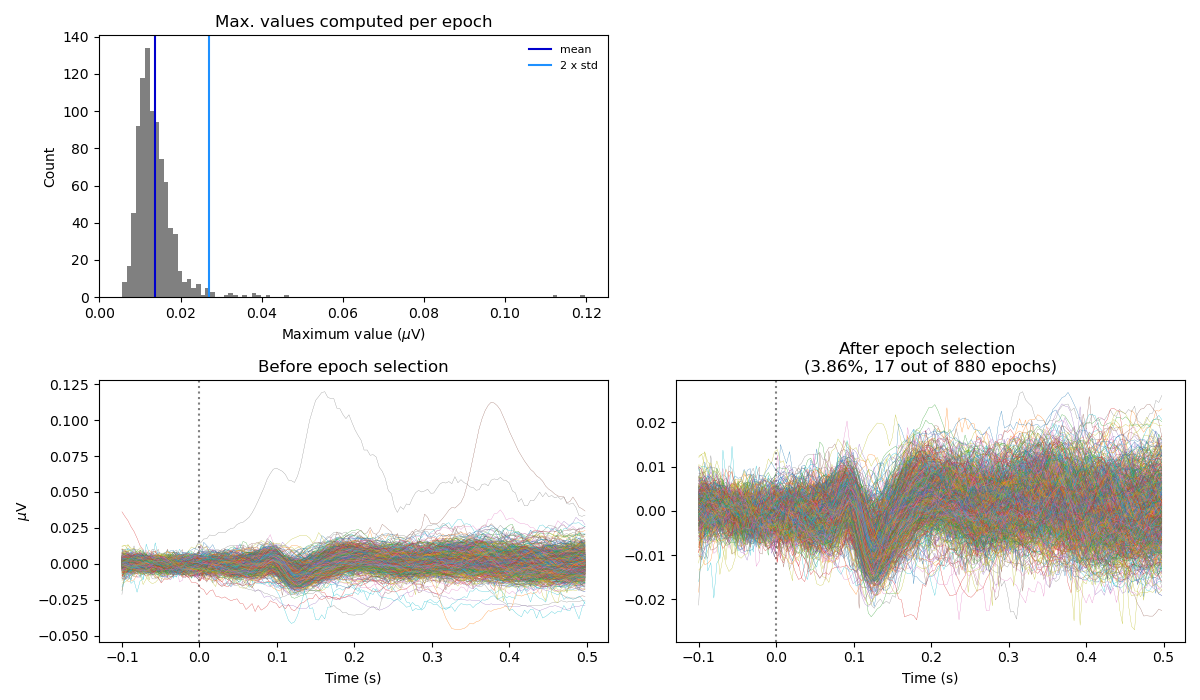 Max. values computed per epoch
140
120
100
80
60
40
20
0
Count
mean
2 x std
0.00 0.02 0.04 0.06 0.08 0.10 0.12
Maximum value (μV)
Before epoch selection
0.125
0.100
0.075
0.050
0.025
0.000
−0.025
−0.050
μV
−0.1 0.0 0.1 0.2 0.3 0.4 0.5
Time (s)
After epoch selection
(3.86%, 17 out of 880 epochs)
0.02
0.01
0.00
−0.01
−0.02
−0.1 0.0 0.1 0.2 0.3 0.4 0.5
Time (s)